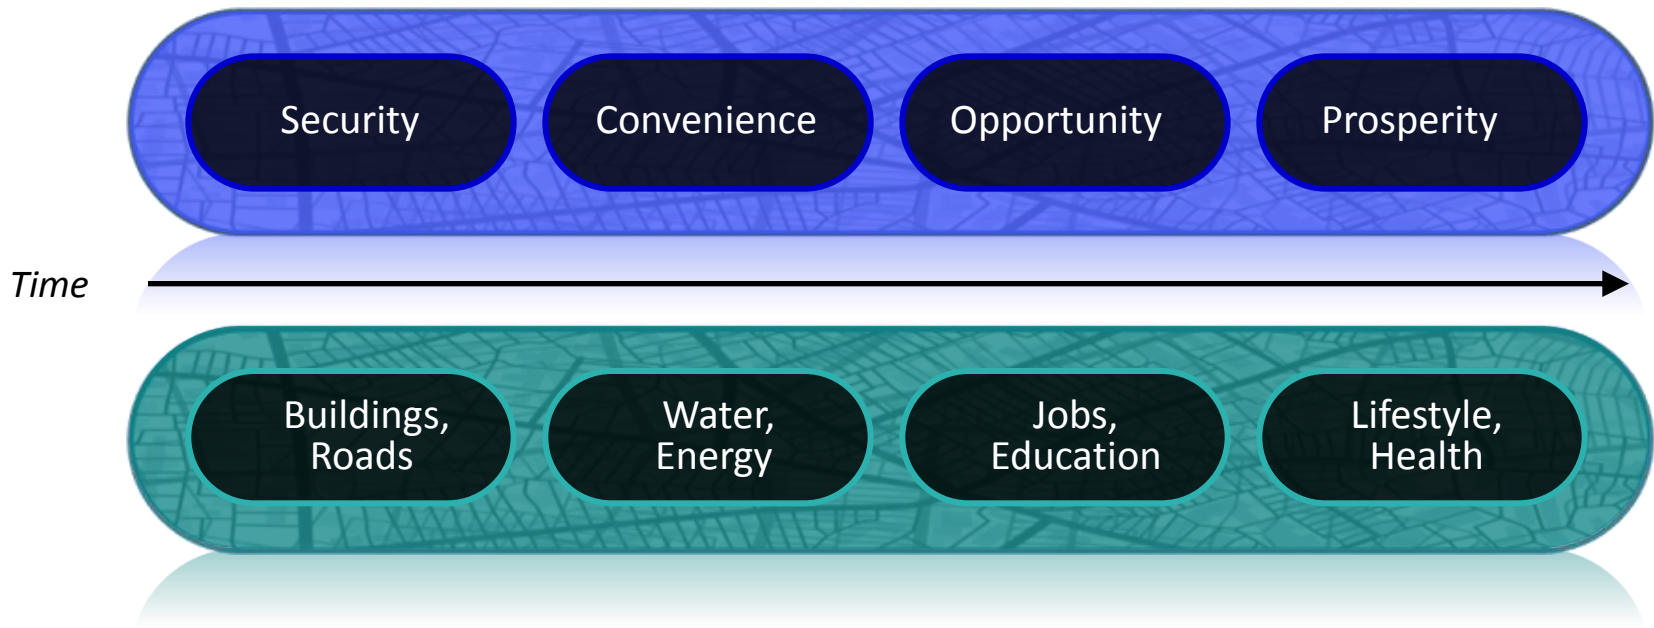 Security
Convenience
Opportunity
Prosperity
Time
Buildings,
Roads
Water,
Energy
Jobs,
Education
Lifestyle,
Health